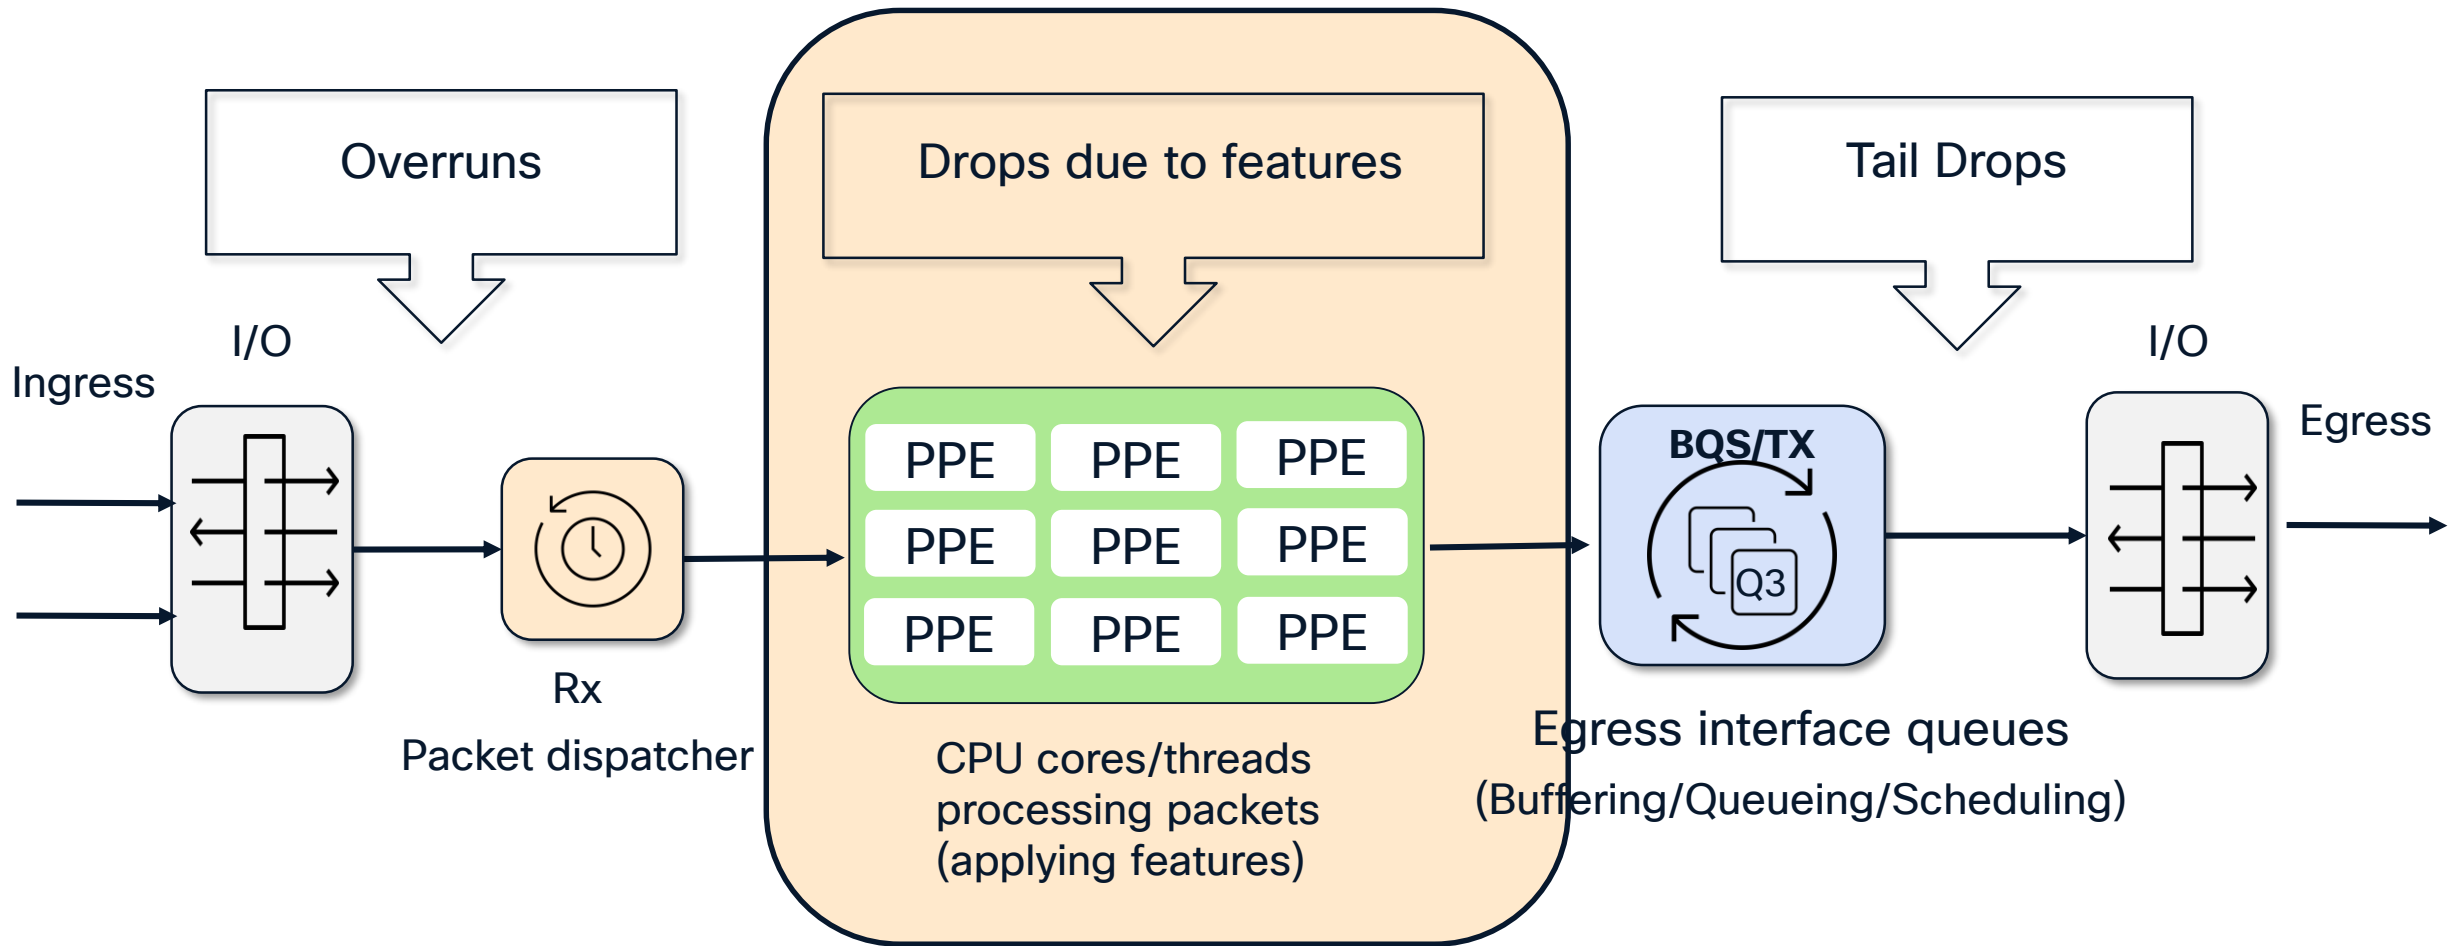 Overruns
Drops due to features
Tail Drops
Ingress
I/O
I/O
Egress
PPE PPE PPE
PPE PPE PPE
PPE PPE PPE
BQS/TX
Q3
Rx
Packet dispatcher
CPU cores/threads
processing packets
(applying features)
Egress interface queues
(Buffering/Queueing/Scheduling)